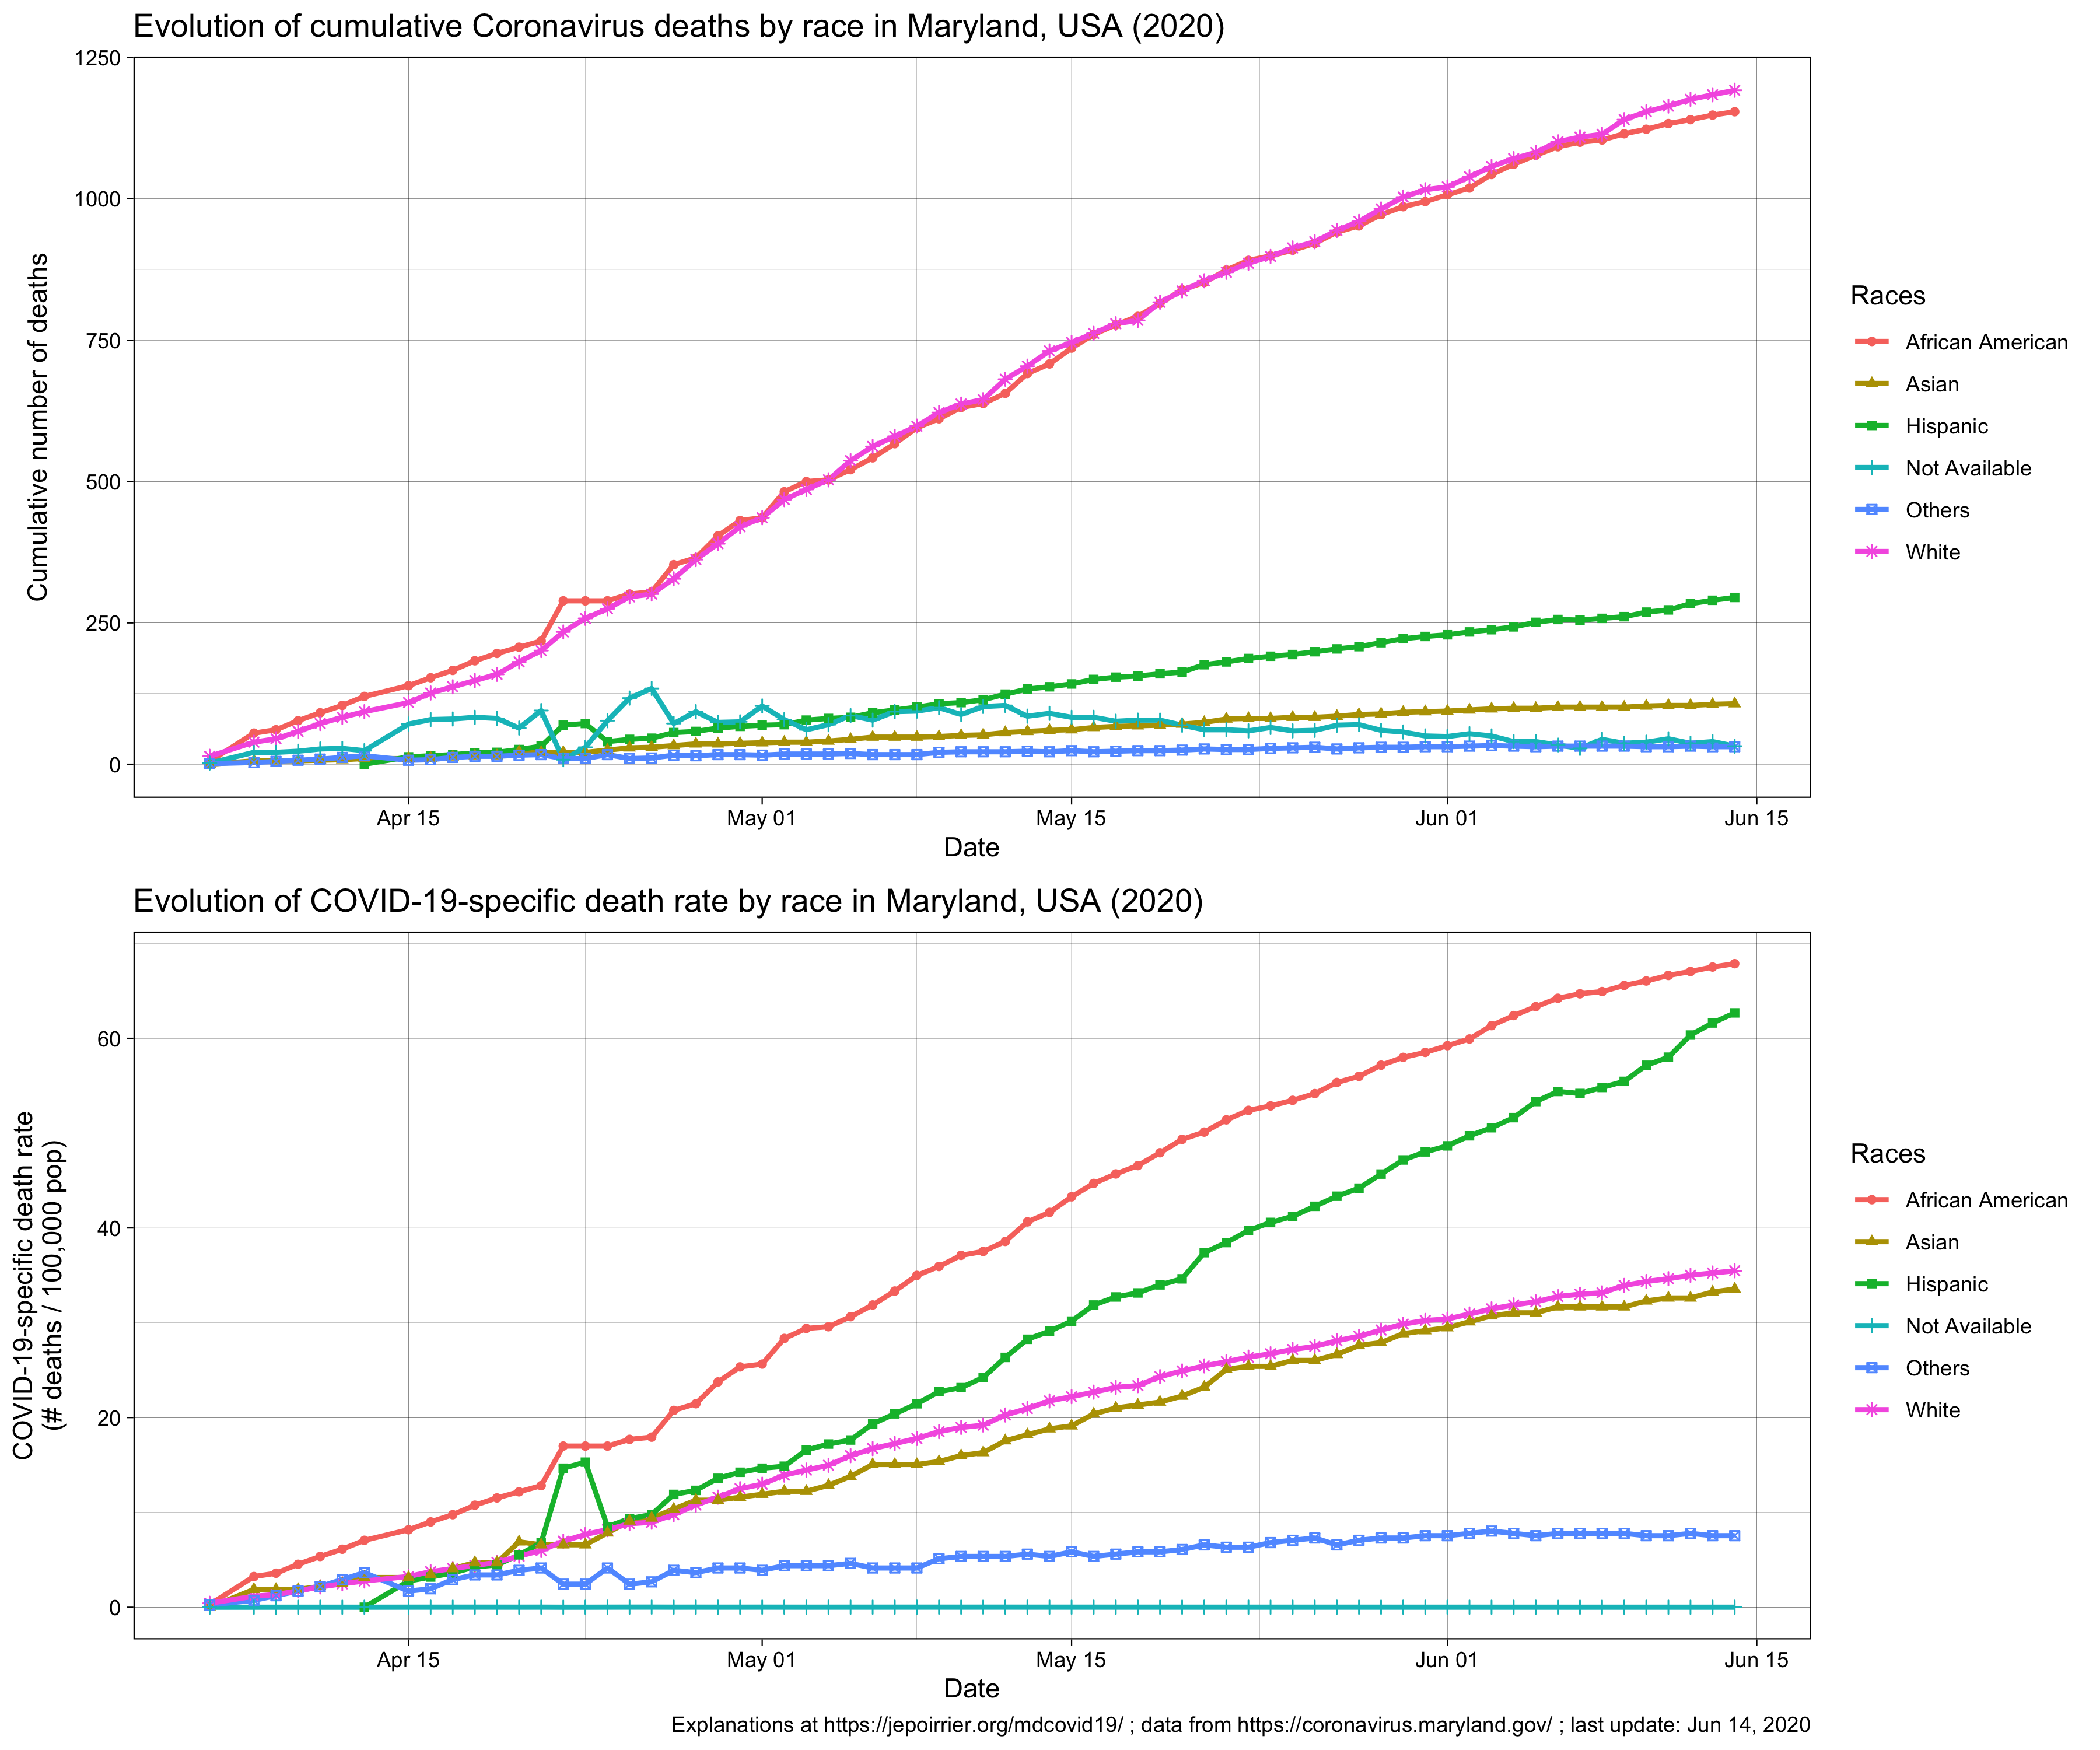 Evolution of cumulative Coronavirus deaths by race in Maryland, USA (2020)
1250
1000
750
500
250
0
Cumulative number of deaths
Apr 15
May 01
May 15
Jun 01
Jun 15
Date
Races
African American
Asian
Hispanic
Not Available
Others
White
Evolution of COVID-19-specific death rate by race in Maryland, USA (2020)
60
40
20
0
COVID-19-specific death rate
(# deaths / 100,000 pop)
Apr 15
May 01
May 15
Jun 01
Jun 15
Date
Races
African American
Asian
Hispanic
Not Available
Others
White
Explanations at https://jepoirrier.org/mdcovid19/ ; data from https://coronavirus.maryland.gov/ ; last update: Jun 14, 2020